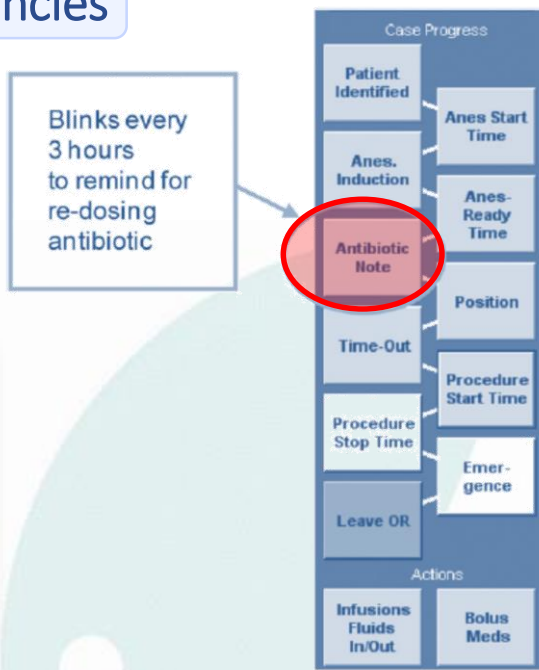 ncies
Blinks every
3 hours
to remind for
re-dosing
antibiotic
Case Progress
Patient
Identified
Anes Start
Time
Anes.
Induction
Anes-
Ready
Time
Antibiotic
Note
Position
Time-Out
Procedure
Start Time
Procedure
Stop Time
Emer-
gence
Leave OR
Actions
Infusions
Fluids
In/Out
Bolus
Meds